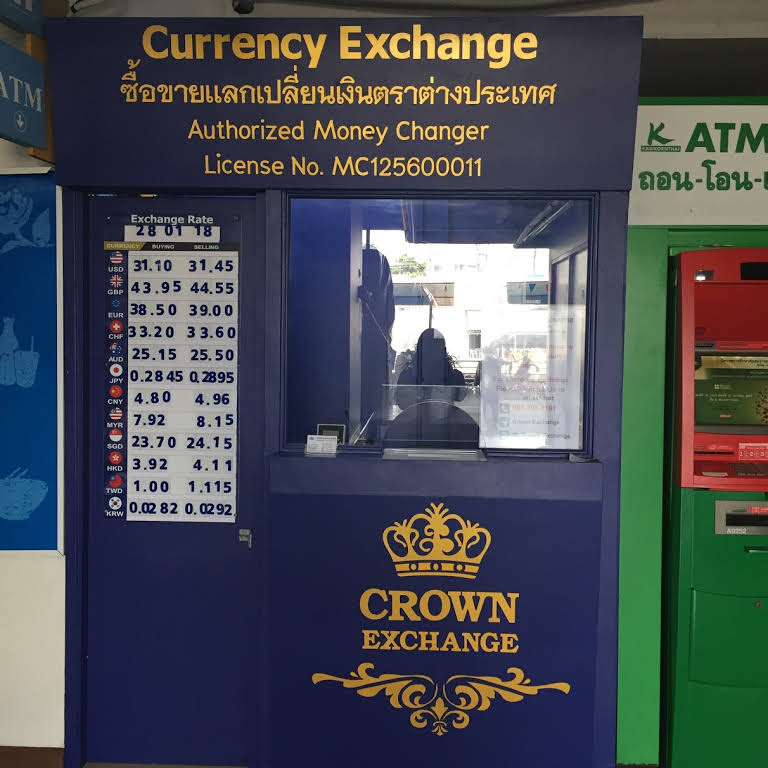 Currency Exchange
ซื้อขายแลกเปลี่ยนเงินตราต่างประเทศ
Authorized Money Changer
License No. MC125600011
ATM
K ATM
KASIKORNTHAI
ถอน-โอน-
Exchange Rate
28 01 18
CURRENCY BUYING SELLING
USD 31.10 31.45
GBP 43.95 44.55
EUR 38.50 39.00
CHF 33.20 33.60
AUD 25.15 25.50
JPY 0.2845 0.2895
CNY 4.80 4.96
MYR 7.92 8.15
SGD 23.70 24.15
HKD 3.92 4.11
TWD 1.00 1.115
KRW 0.0282 0.0292
CROWN
EXCHANGE
A0252